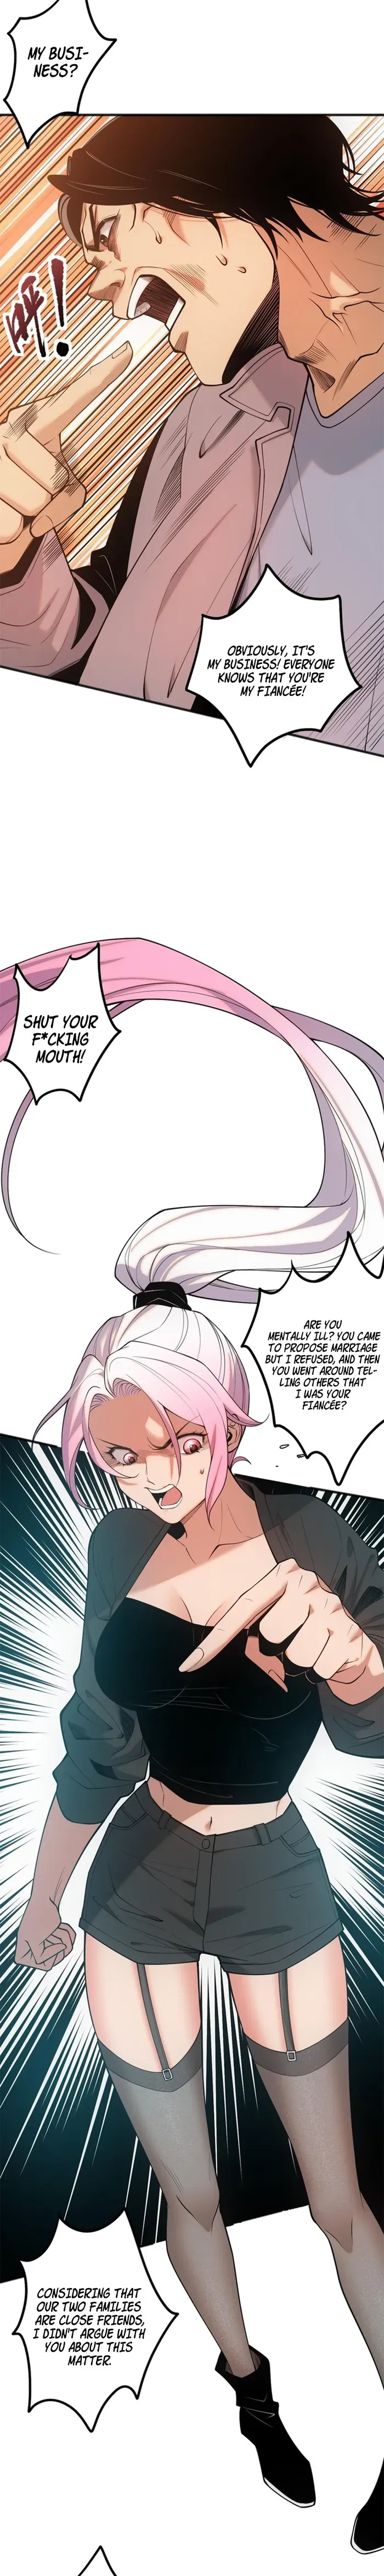 MY BUSI-
NESS?
呼!
OBVIOUSLY, IT'S
MY BUSINESS! EVERYONE
KNOWS THAT YOU'RE
MY FIANCÉE!
SHUT YOUR
F*CKING
MOUTH!
ARE YOU
MENTALLY ILL? YOU CAME
TO PROPOSE MARRIAGE
BUT I REFUSED, AND THEN
YOU WENT AROUND TEL-
LING OTHERS THAT
I WAS YOUR
FIANCÉE?
CONSIDERING THAT
OUR TWO FAMILIES
ARE CLOSE FRIENDS,
I DIDN'T ARGUE WITH
YOU ABOUT THIS
MATTER.